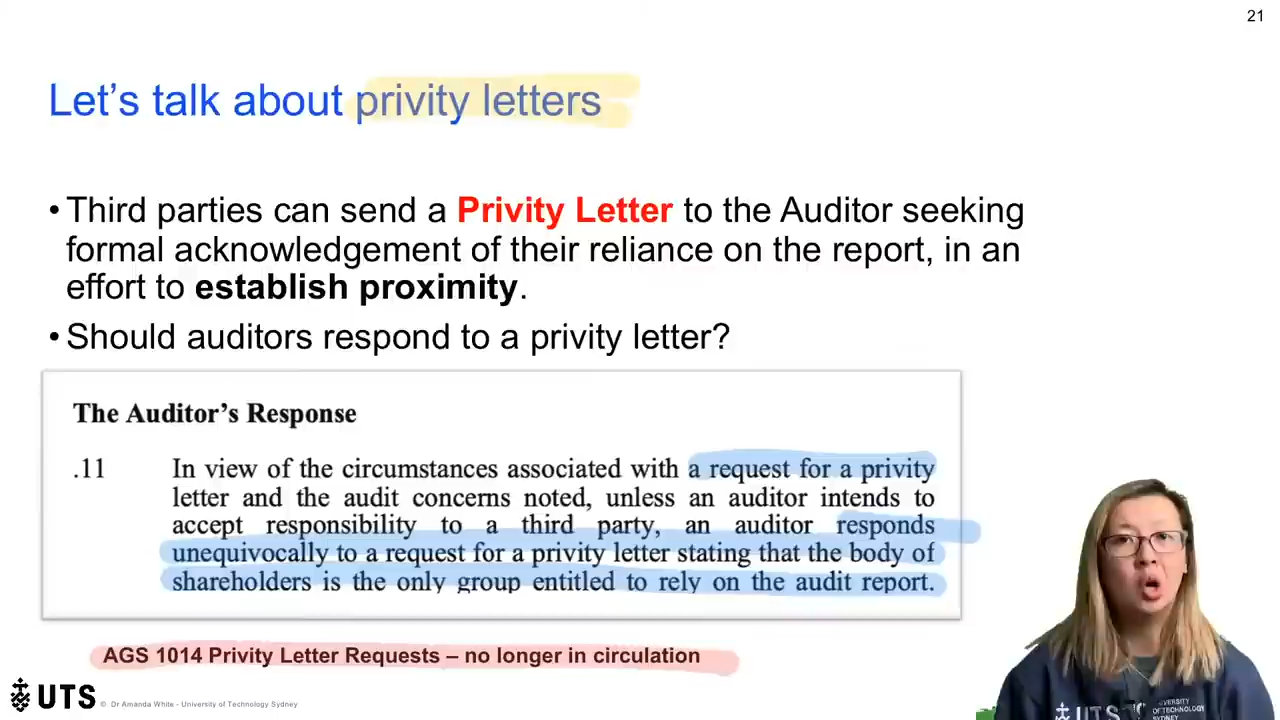 21
Let's talk about privity letters
• Third parties can send a Privity Letter to the Auditor seeking
formal acknowledgement of their reliance on the report, in an
effort to establish proximity.
• Should auditors respond to a privity letter?
The Auditor's Response
.11 In view of the circumstances associated with a request for a privity
letter and the audit concerns noted, unless an auditor intends to
accept responsibility to a third party, an auditor responds
unequivocally to a request for a privity letter stating that the body of
shareholders is the only group entitled to rely on the audit report.
AGS 1014 Privity Letter Requests – no longer in circulation
UTS © Dr Amanda White - University of Technology Sydney
UTS
UNIVERSITY
OF TECHNOLOGY
SYDNEY